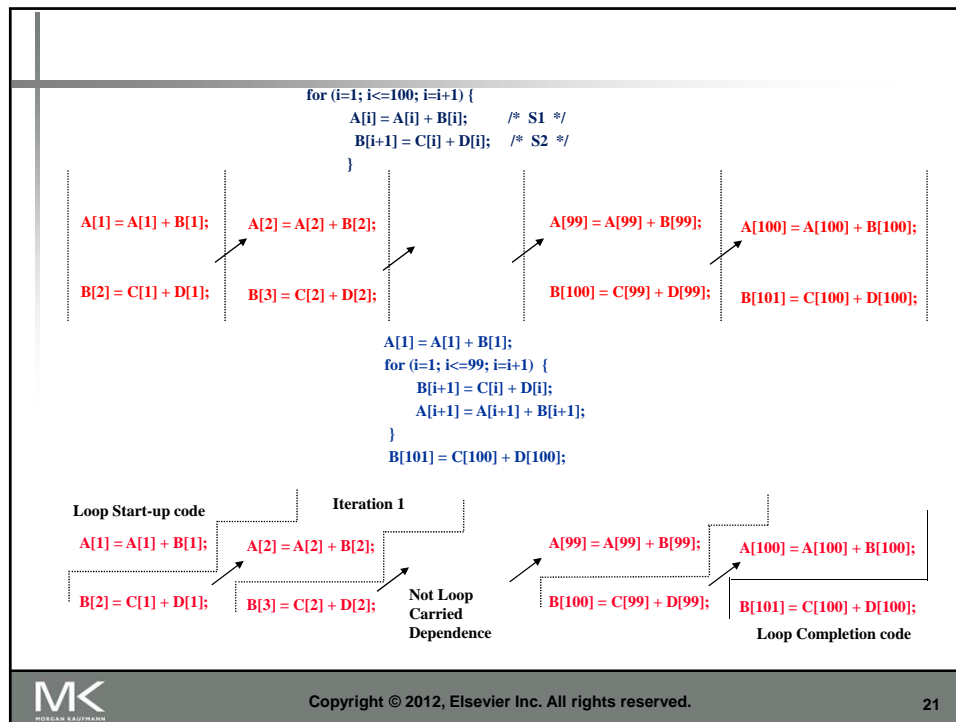 for (i=1; i<=100; i=i+1) {
A[i] = A[i] + B[i]; /* S1 */
B[i+1] = C[i] + D[i]; /* S2 */
}
A[1] = A[1] + B[1]; A[2] = A[2] + B[2]; A[99] = A[99] + B[99]; A[100] = A[100] + B[100];
B[2] = C[1] + D[1]; B[3] = C[2] + D[2]; B[100] = C[99] + D[99]; B[101] = C[100] + D[100];
A[1] = A[1] + B[1];
for (i=1; i<=99; i=i+1) {
B[i+1] = C[i] + D[i];
A[i+1] = A[i+1] + B[i+1];
}
B[101] = C[100] + D[100];
Loop Start-up code Iteration 1
A[1] = A[1] + B[1]; A[2] = A[2] + B[2]; A[99] = A[99] + B[99]; A[100] = A[100] + B[100];
B[2] = C[1] + D[1]; B[3] = C[2] + D[2]; B[100] = C[99] + D[99]; B[101] = C[100] + D[100];
Not Loop
Carried
Dependence
Loop Completion code
MK
MORGAN KAUFMANN
Copyright © 2012, Elsevier Inc. All rights reserved.
21